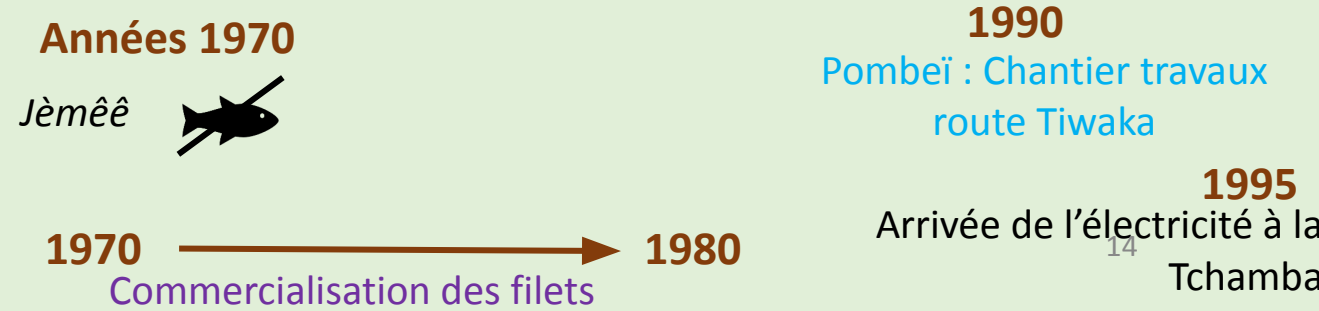 Années 1970
Jèmêê
1970
1980
Commercialisation des filets
1990
Pombeï : Chantier travaux
route Tiwaka
1995
Arrivée de l’électricité à la
Tchamba
14